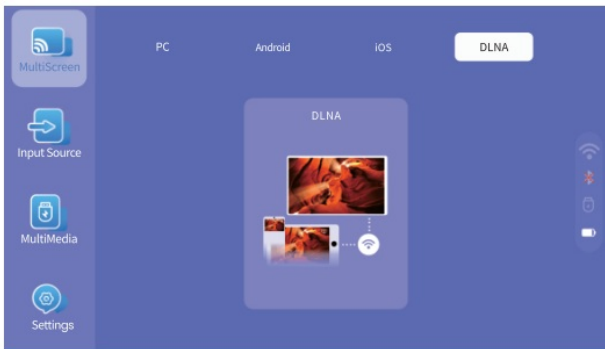 MultiScreen
PC
Android
iOS
DLNA
DLNA
Input Source
MultiMedia
Settings